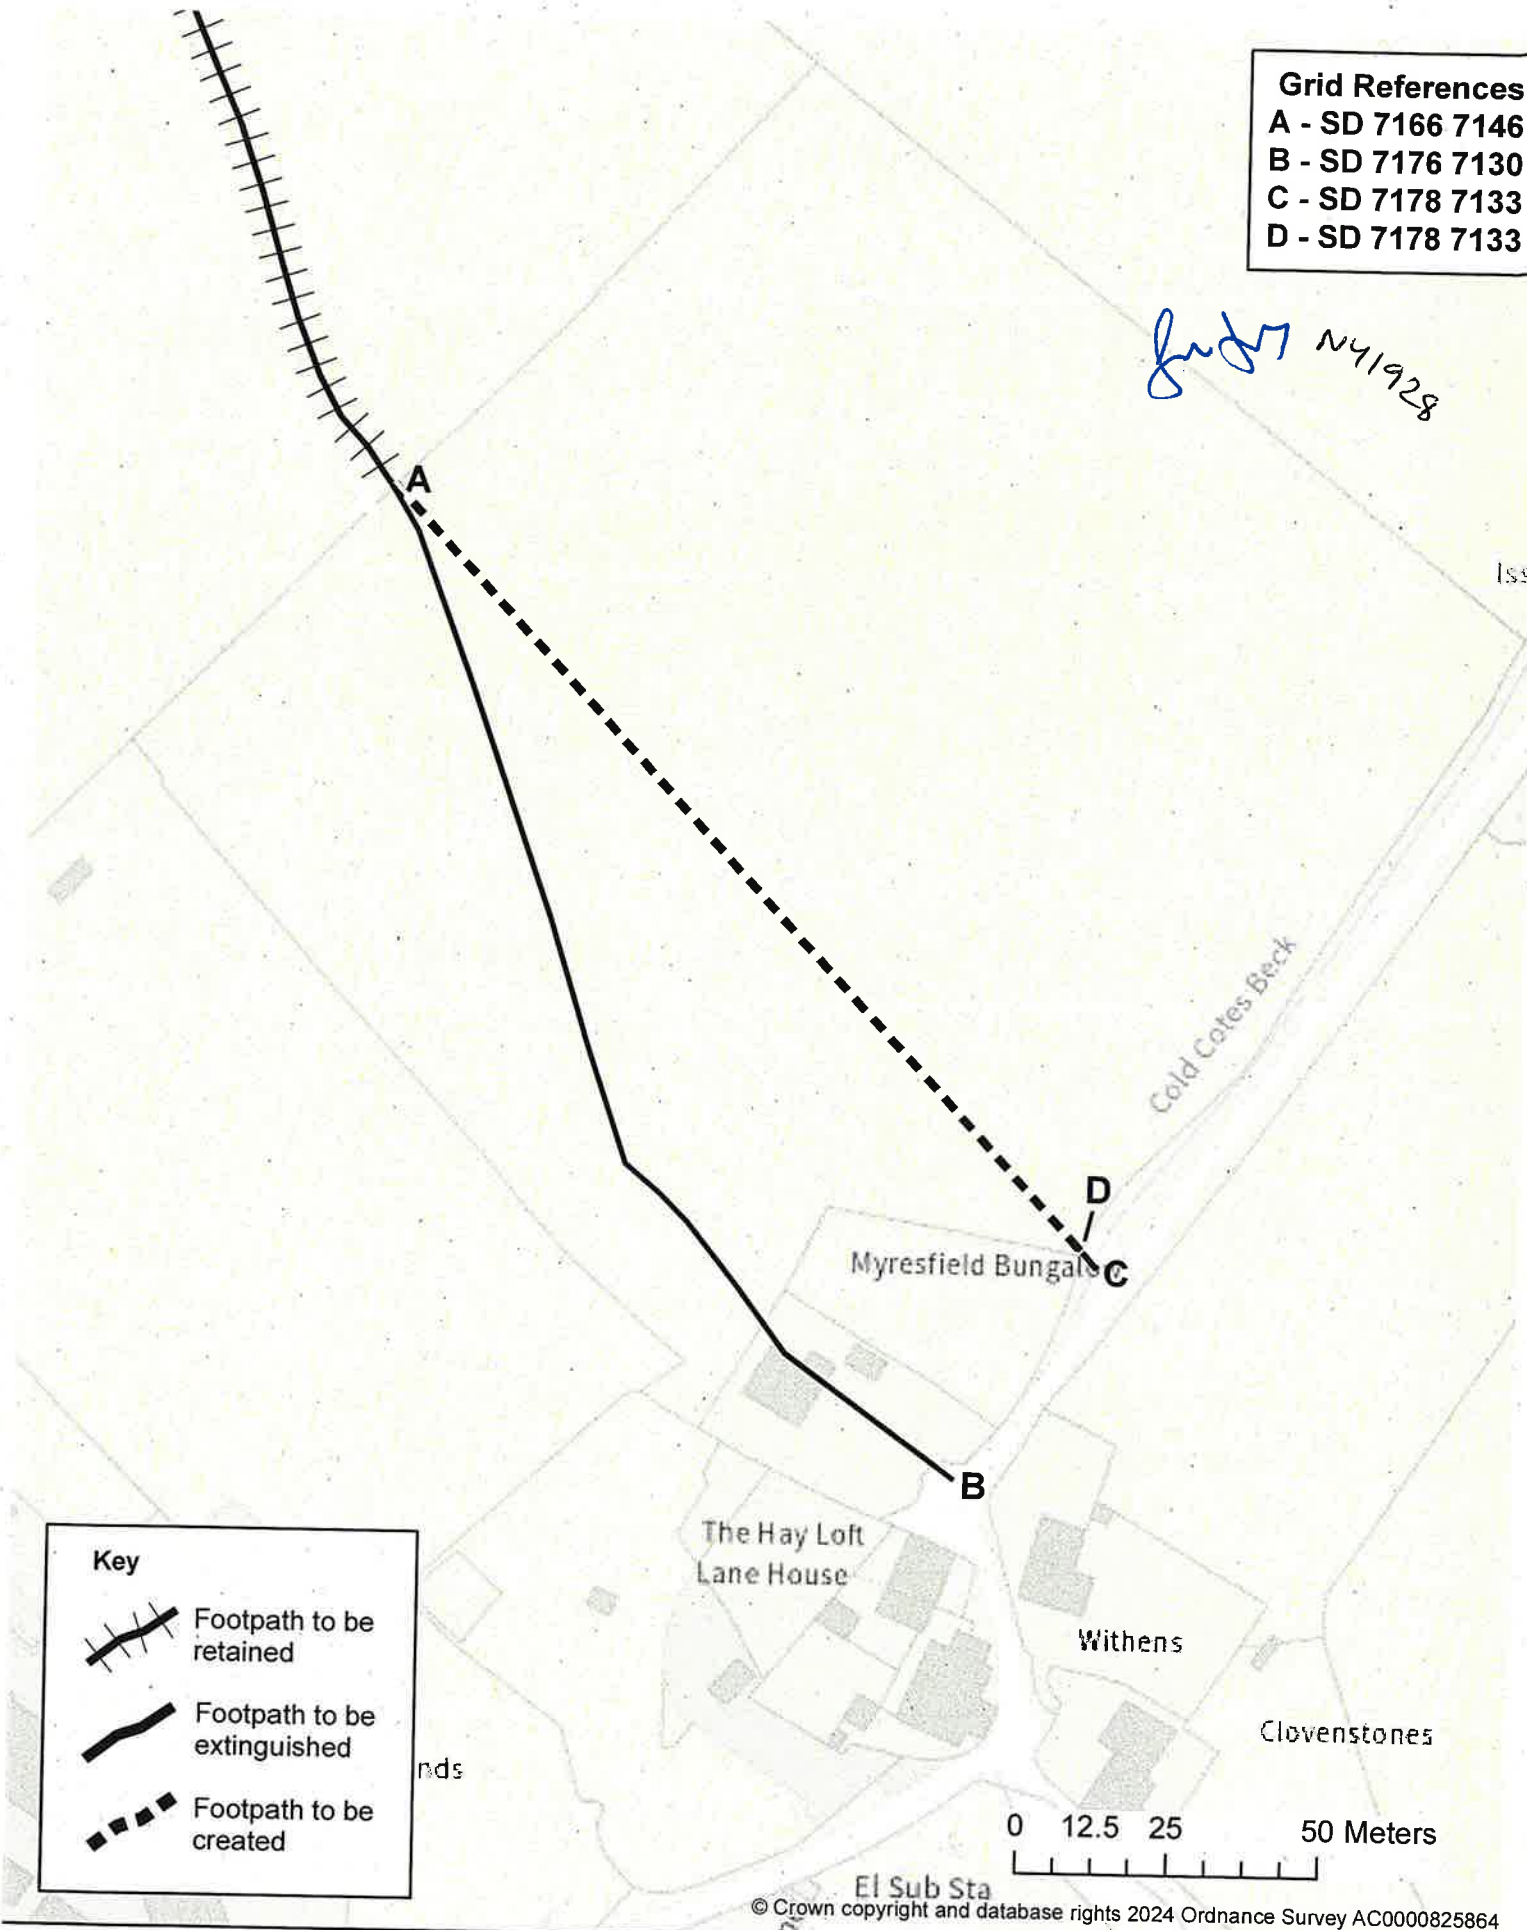 Grid References
A - SD 7166 7146
B - SD 7176 7130
C - SD 7178 7133
D - SD 7178 7133
NY1928
A
Iss
Cold Cotes Beck
D
Myresfield Bungalow
C
B
The Hay Loft
Lane House
Withens
Clovenstones
Key
Footpath to be
retained
Footpath to be
extinguished
Footpath to be
created
nds
0 12.5 25 50 Meters
El Sub Sta
© Crown copyright and database rights 2024 Ordnance Survey AC0000825864